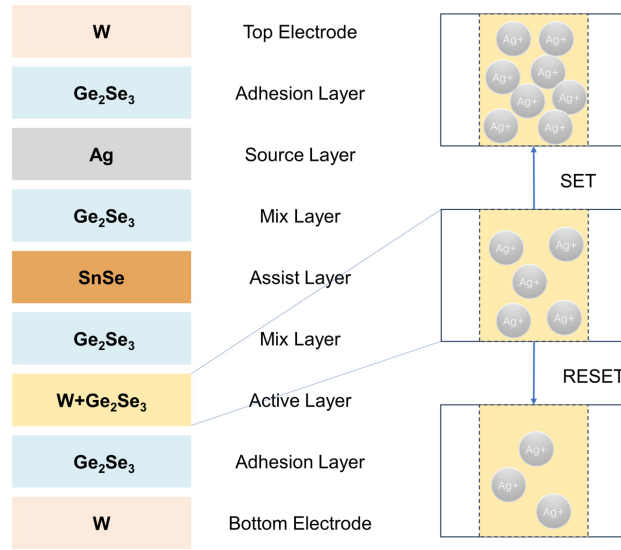 W Top Electrode
Ge₂Se₃ Adhesion Layer
Ag Source Layer
Ge₂Se₃ Mix Layer
SnSe Assist Layer
Ge₂Se₃ Mix Layer
W+Ge₂Se₃ Active Layer
Ge₂Se₃ Adhesion Layer
W Bottom Electrode
Ag+ Ag+
Ag+ Ag+
Ag+ Ag+
Ag+ Ag+
SET
Ag+ Ag+
Ag+
Ag+ Ag+
RESET
Ag+
Ag+
Ag+